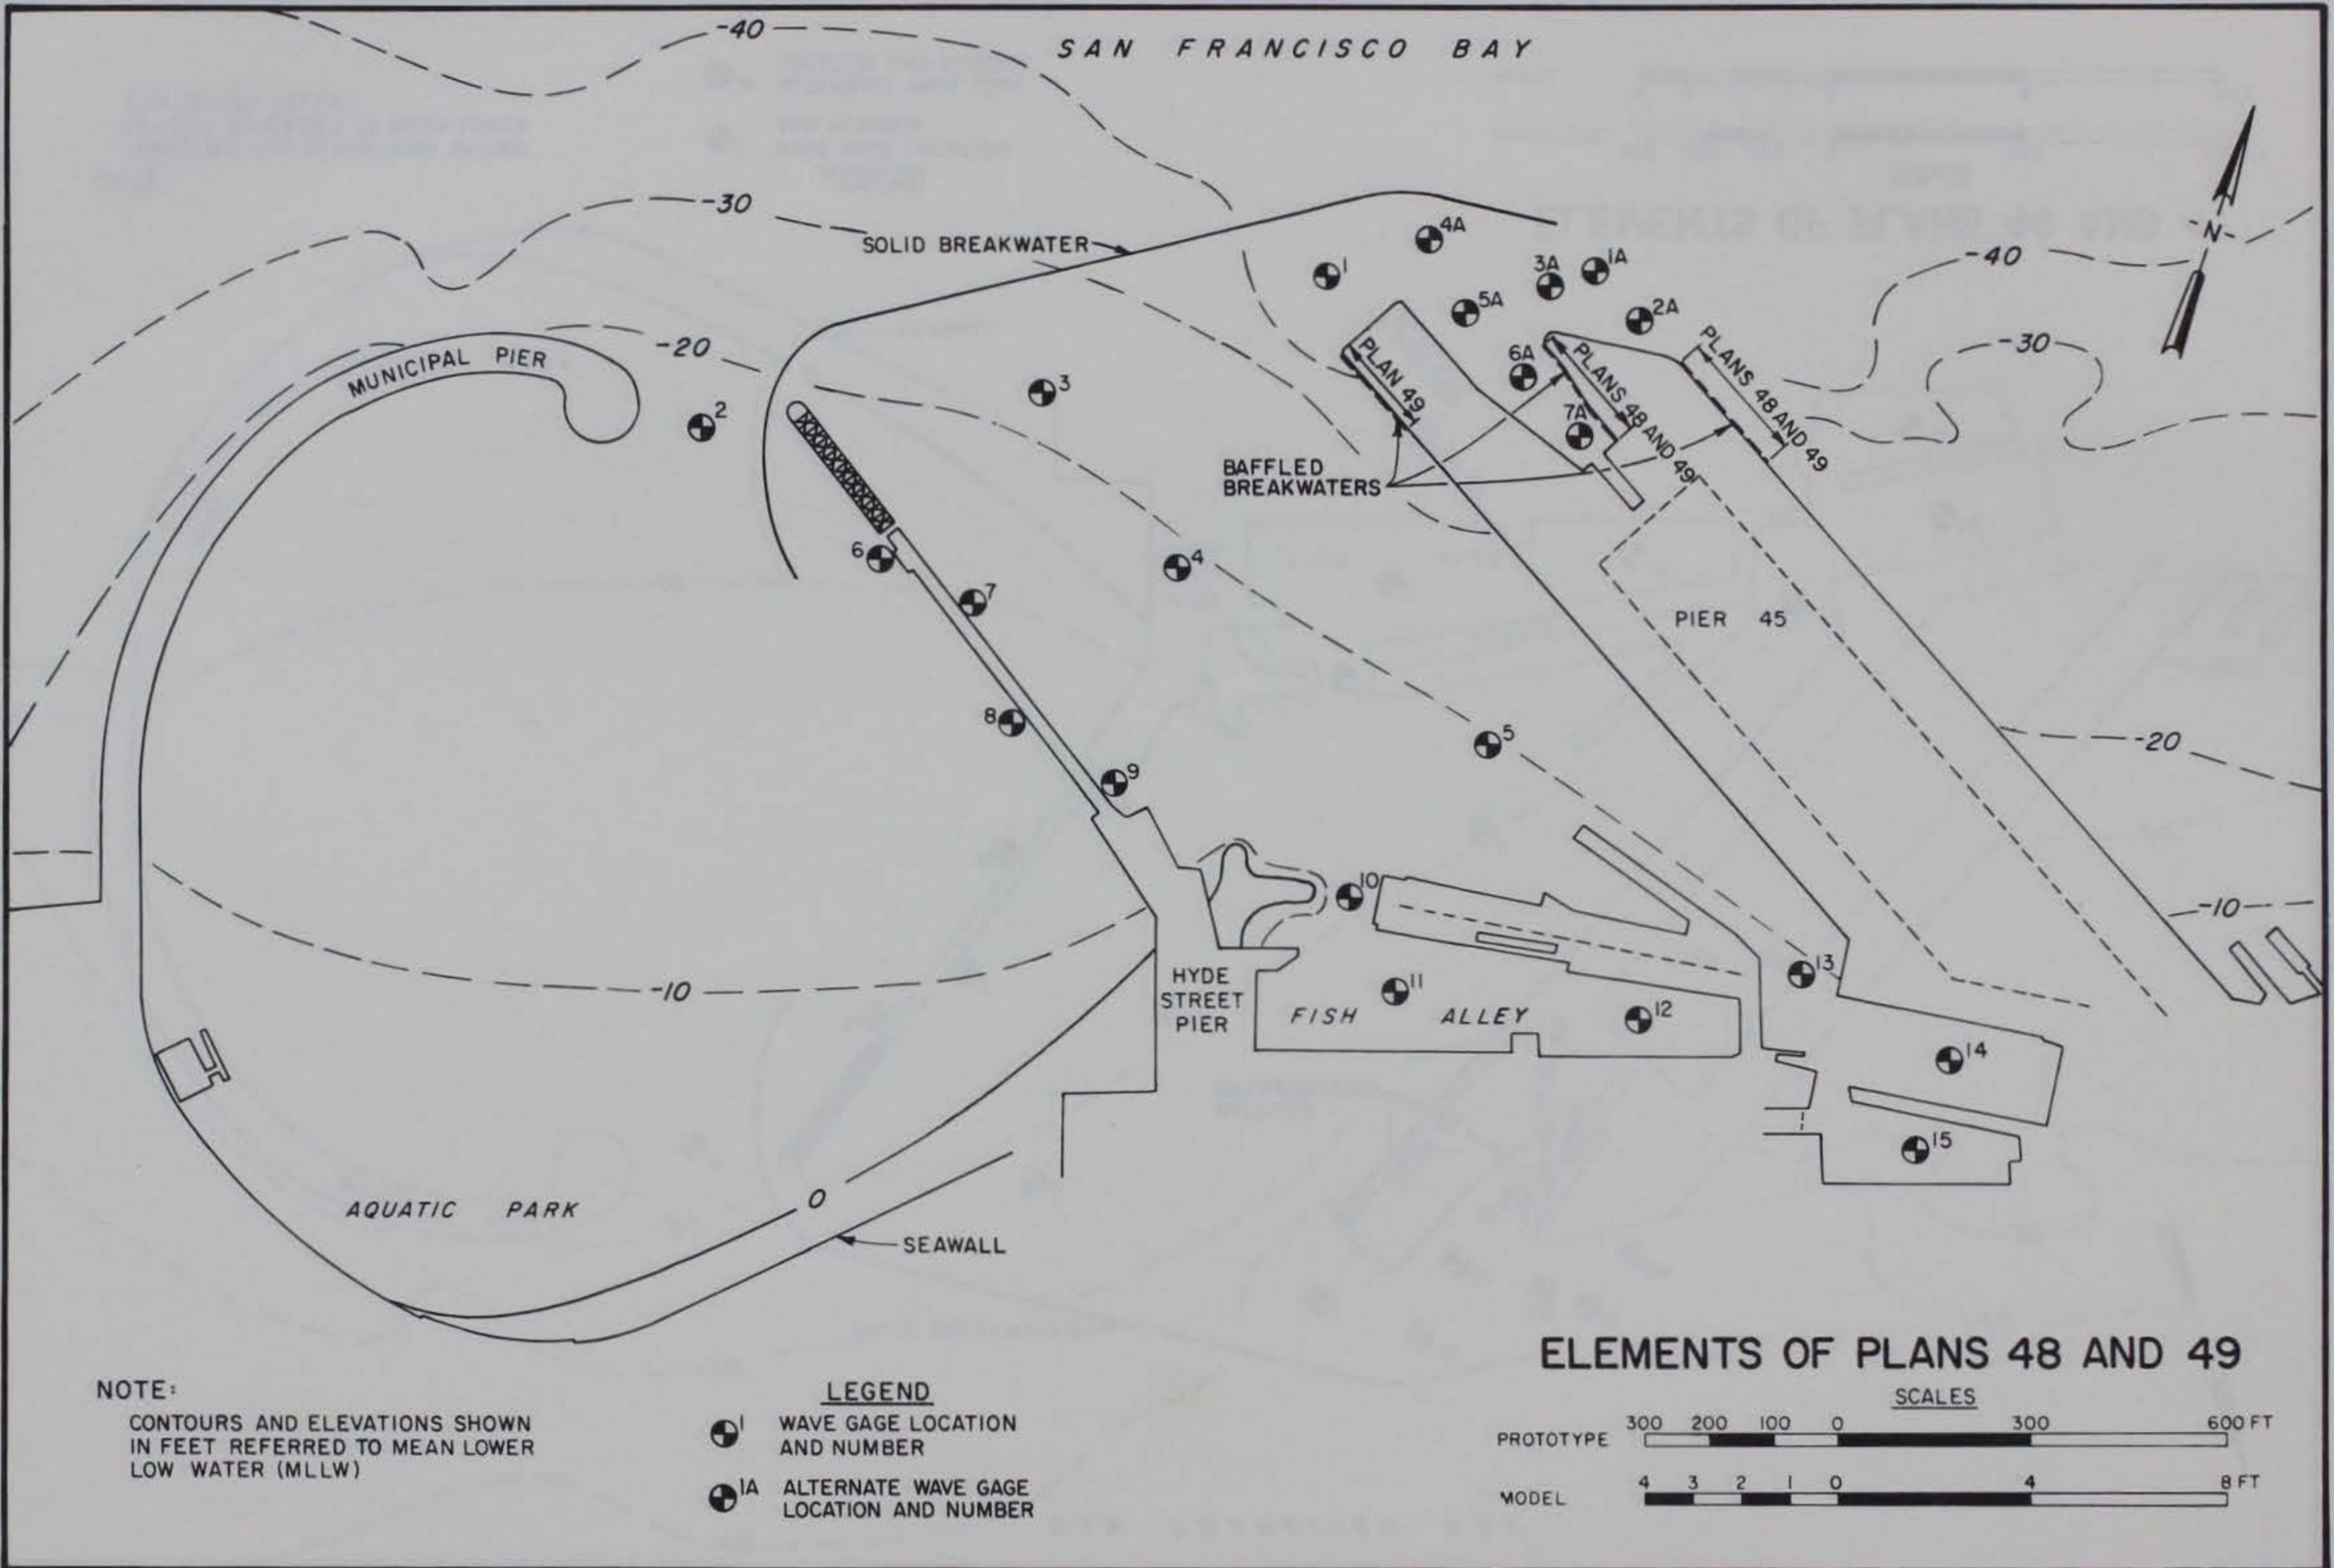 SAN FRANCISCO BAY
-40
-30
SOLID BREAKWATER
4A
1
3A
1A
-40
5A
2A
-20
MUNICIPAL PIER
-30
6A
PLAN 49
PLANS 48 AND 49
PLANS 48 AND 49
3
2
7A
BAFFLED
BREAKWATERS
6
4
7
PIER 45
8
5
-20
9
10
-10
13
-10
HYDE
STREET
PIER
11
FISH ALLEY
12
14
15
AQUATIC PARK
0
SEAWALL
-N-
ELEMENTS OF PLANS 48 AND 49
NOTE:
CONTOURS AND ELEVATIONS SHOWN
IN FEET REFERRED TO MEAN LOWER
LOW WATER (MLLW)
LEGEND
1 WAVE GAGE LOCATION
AND NUMBER
1A ALTERNATE WAVE GAGE
LOCATION AND NUMBER
SCALES
300 200 100 0 300 600 FT
PROTOTYPE
4 3 2 1 0 4 8 FT
MODEL